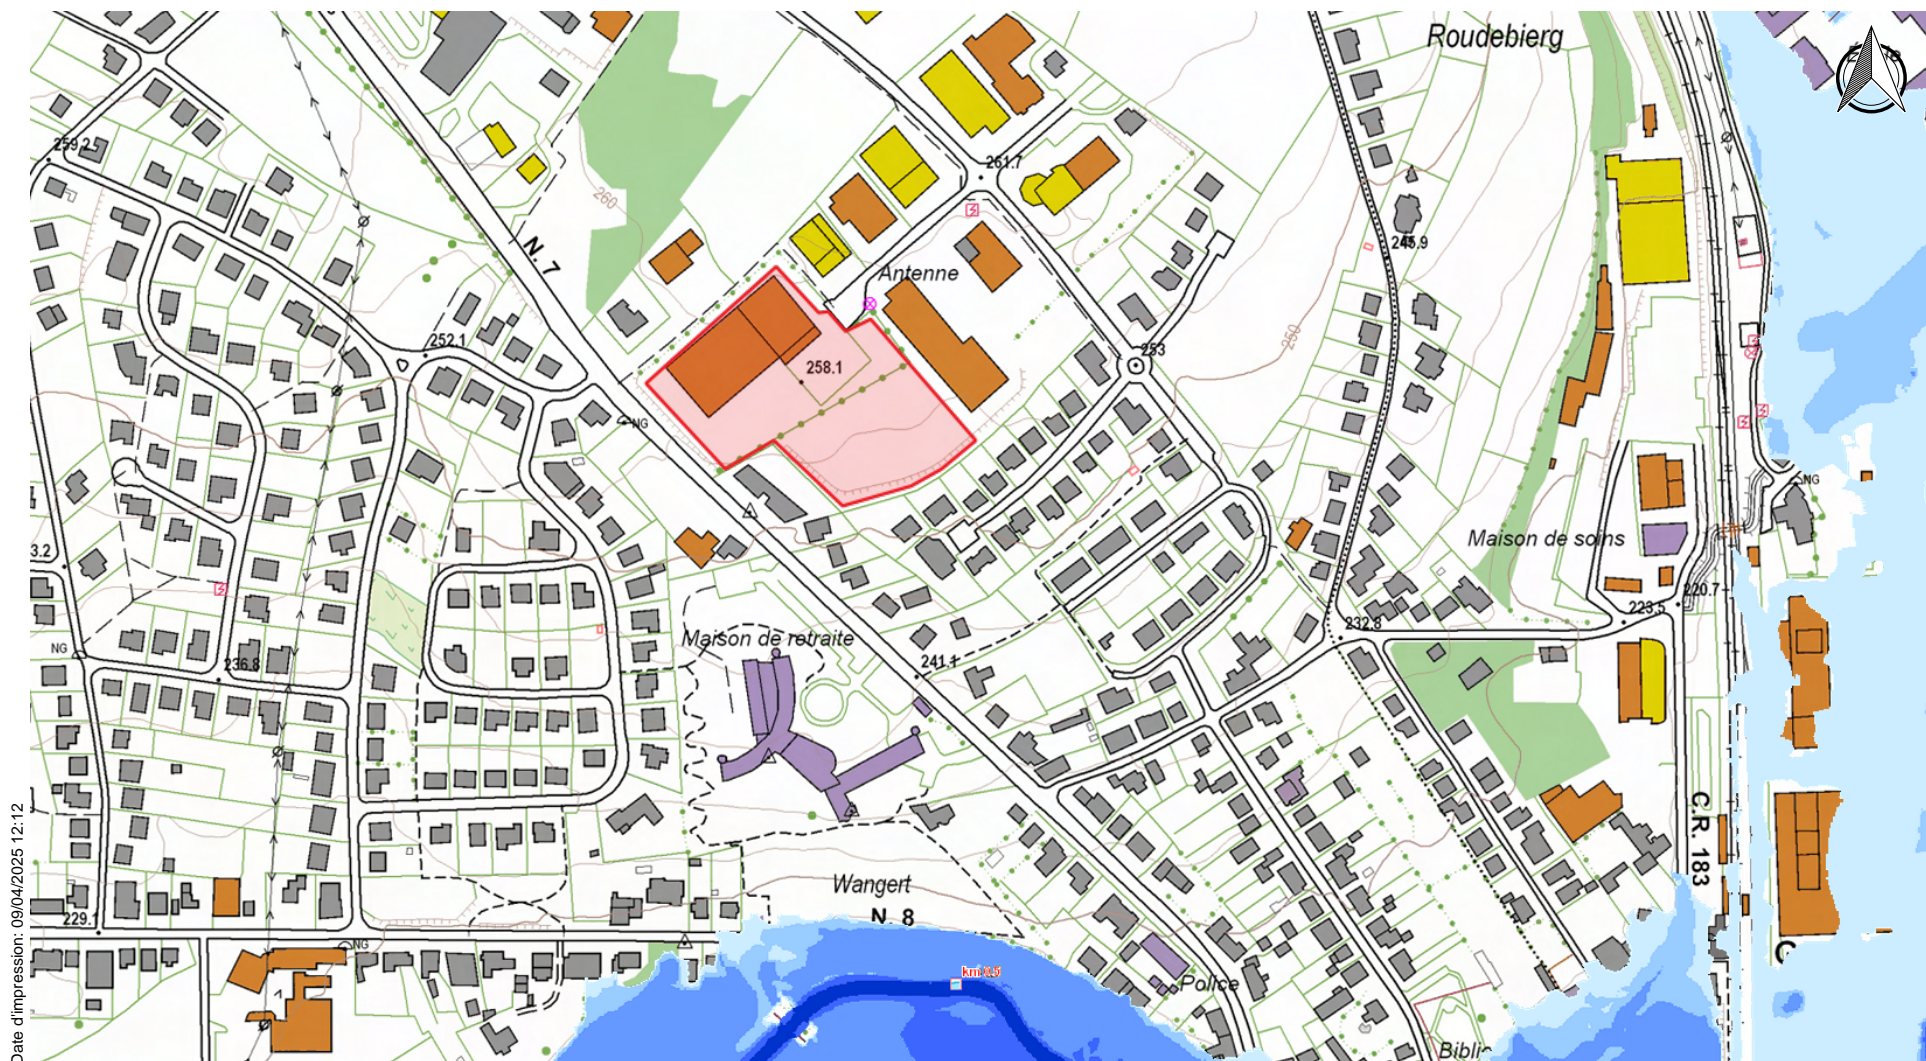 Roudebierg
259.2
261.7
260
N. 7
245.9
Antenne
252.1
253
250
258.1
NG
NG
3.2
Maison de soins
220.7
223.5
232.8
Maison de retraite
NG
236.8
241.1
C.R. 183
Wangert
N. 8
229.1
NG
km 0.5
Police
Date d'impression: 09/04/2025 12:12